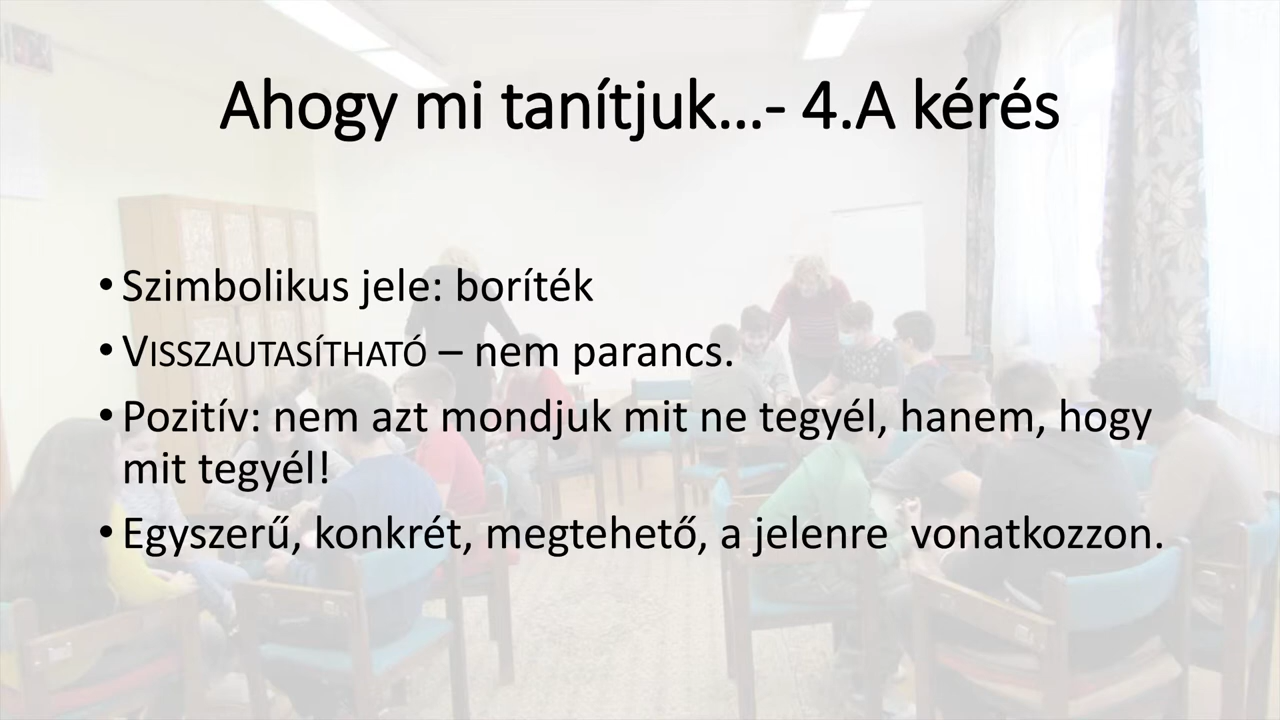 Ahogy mi tanítjuk...- 4.A kérés
• Szimbolikus jele: boríték
• VISSZAUTASÍTHATÓ – nem parancs.
• Pozitív: nem azt mondjuk mit ne tegyél, hanem, hogy
mit tegyél!
• Egyszerű, konkrét, megtehető, a jelenre  vonatkozzon.